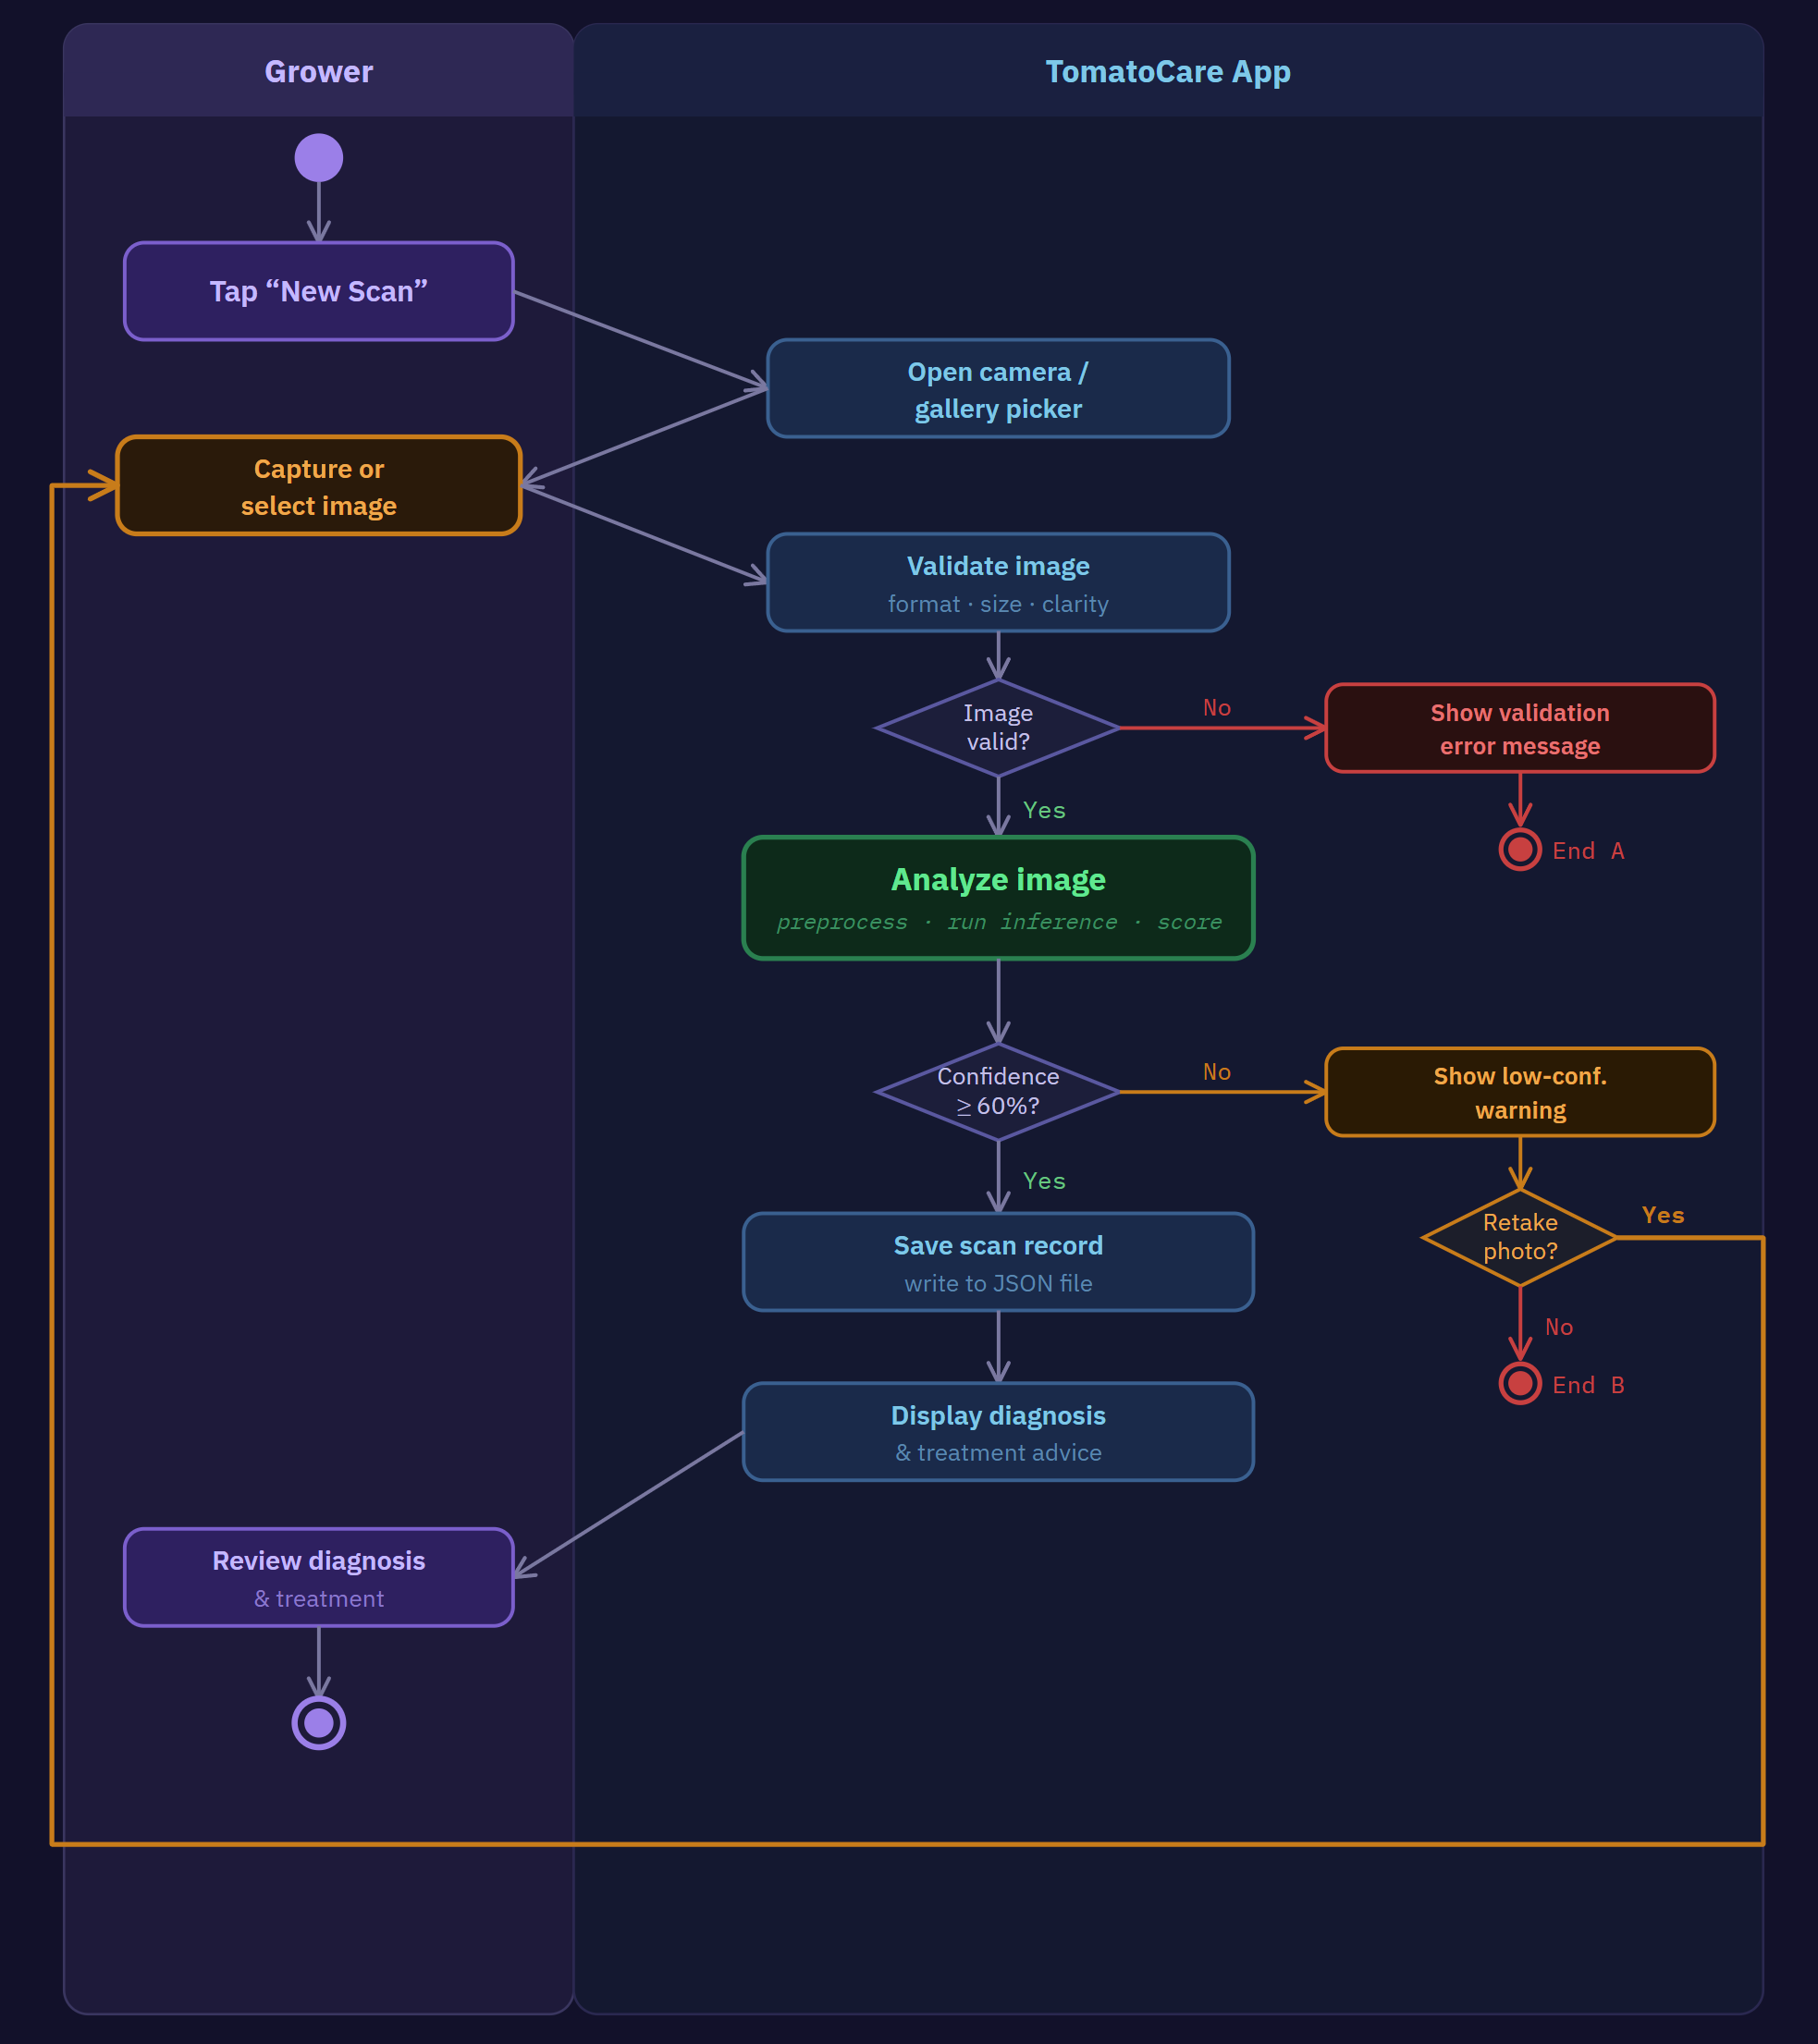 Grower
TomatoCare App
Tap “New Scan”
Open camera /
gallery picker
Capture or
select image
Validate image
format · size · clarity
Image
valid?
No
Show validation
error message
Yes
End A
Analyze image
preprocess · run inference · score
Confidence
≥ 60%?
No
Show low-conf.
warning
Yes
Retake
photo?
Yes
Save scan record
write to JSON file
No
End B
Display diagnosis
& treatment advice
Review diagnosis
& treatment